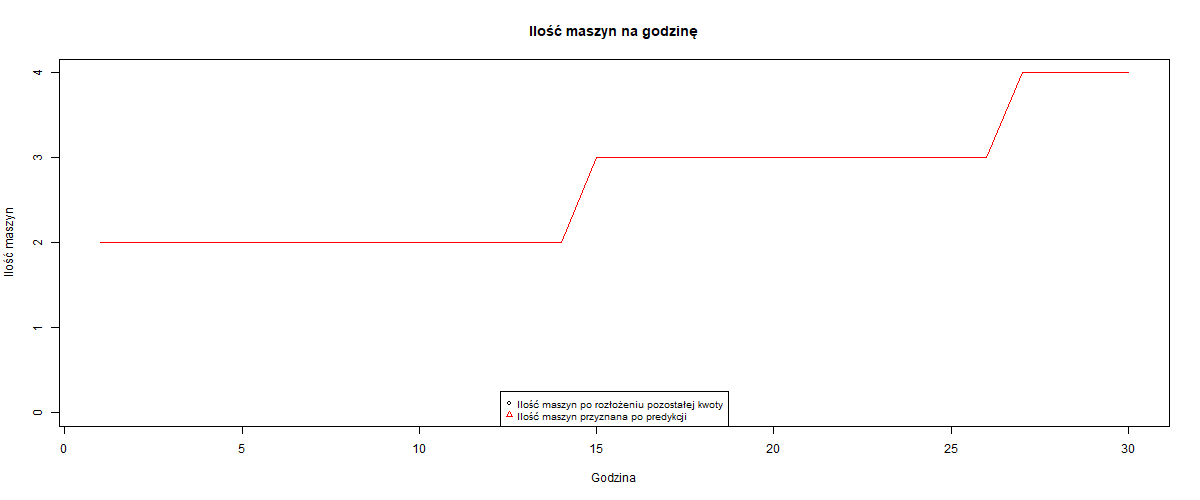 Ilość maszyn na godzinę
Ilość maszyn
4
3
2
1
0
Ilość maszyn po rozłożeniu pozostałej kwoty
Ilość maszyn przyznana po predykcji
0 5 10 15 20 25 30
Godzina